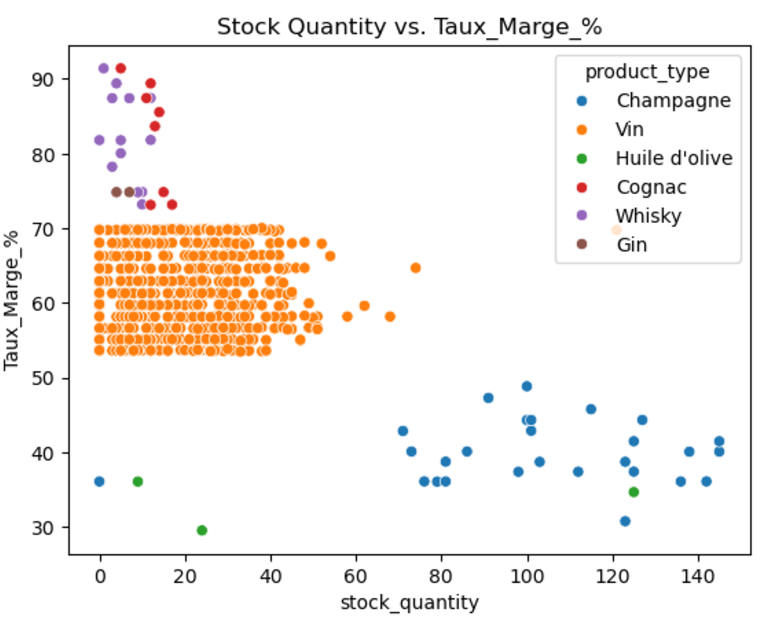 Stock Quantity vs. Taux_Marge_%
product_type
Champagne
Vin
Huile d'olive
Cognac
Whisky
Gin
Taux_Marge_%
90
80
70
60
50
40
30
0 20 40 60 80 100 120 140
stock_quantity